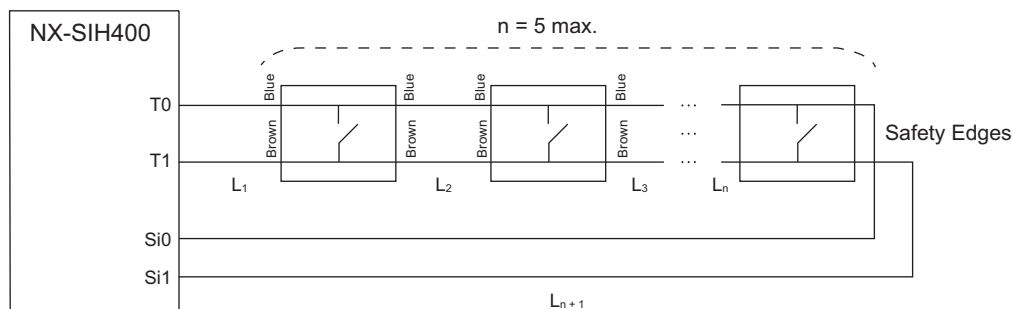 NX-SIH400
n = 5 max.
Blue
Blue
Blue
Blue
T0
...
Brown
Brown
Brown
Brown
...
Safety Edges
T1
...
L1
L2
L3
Ln
Si0
Si1
Ln + 1